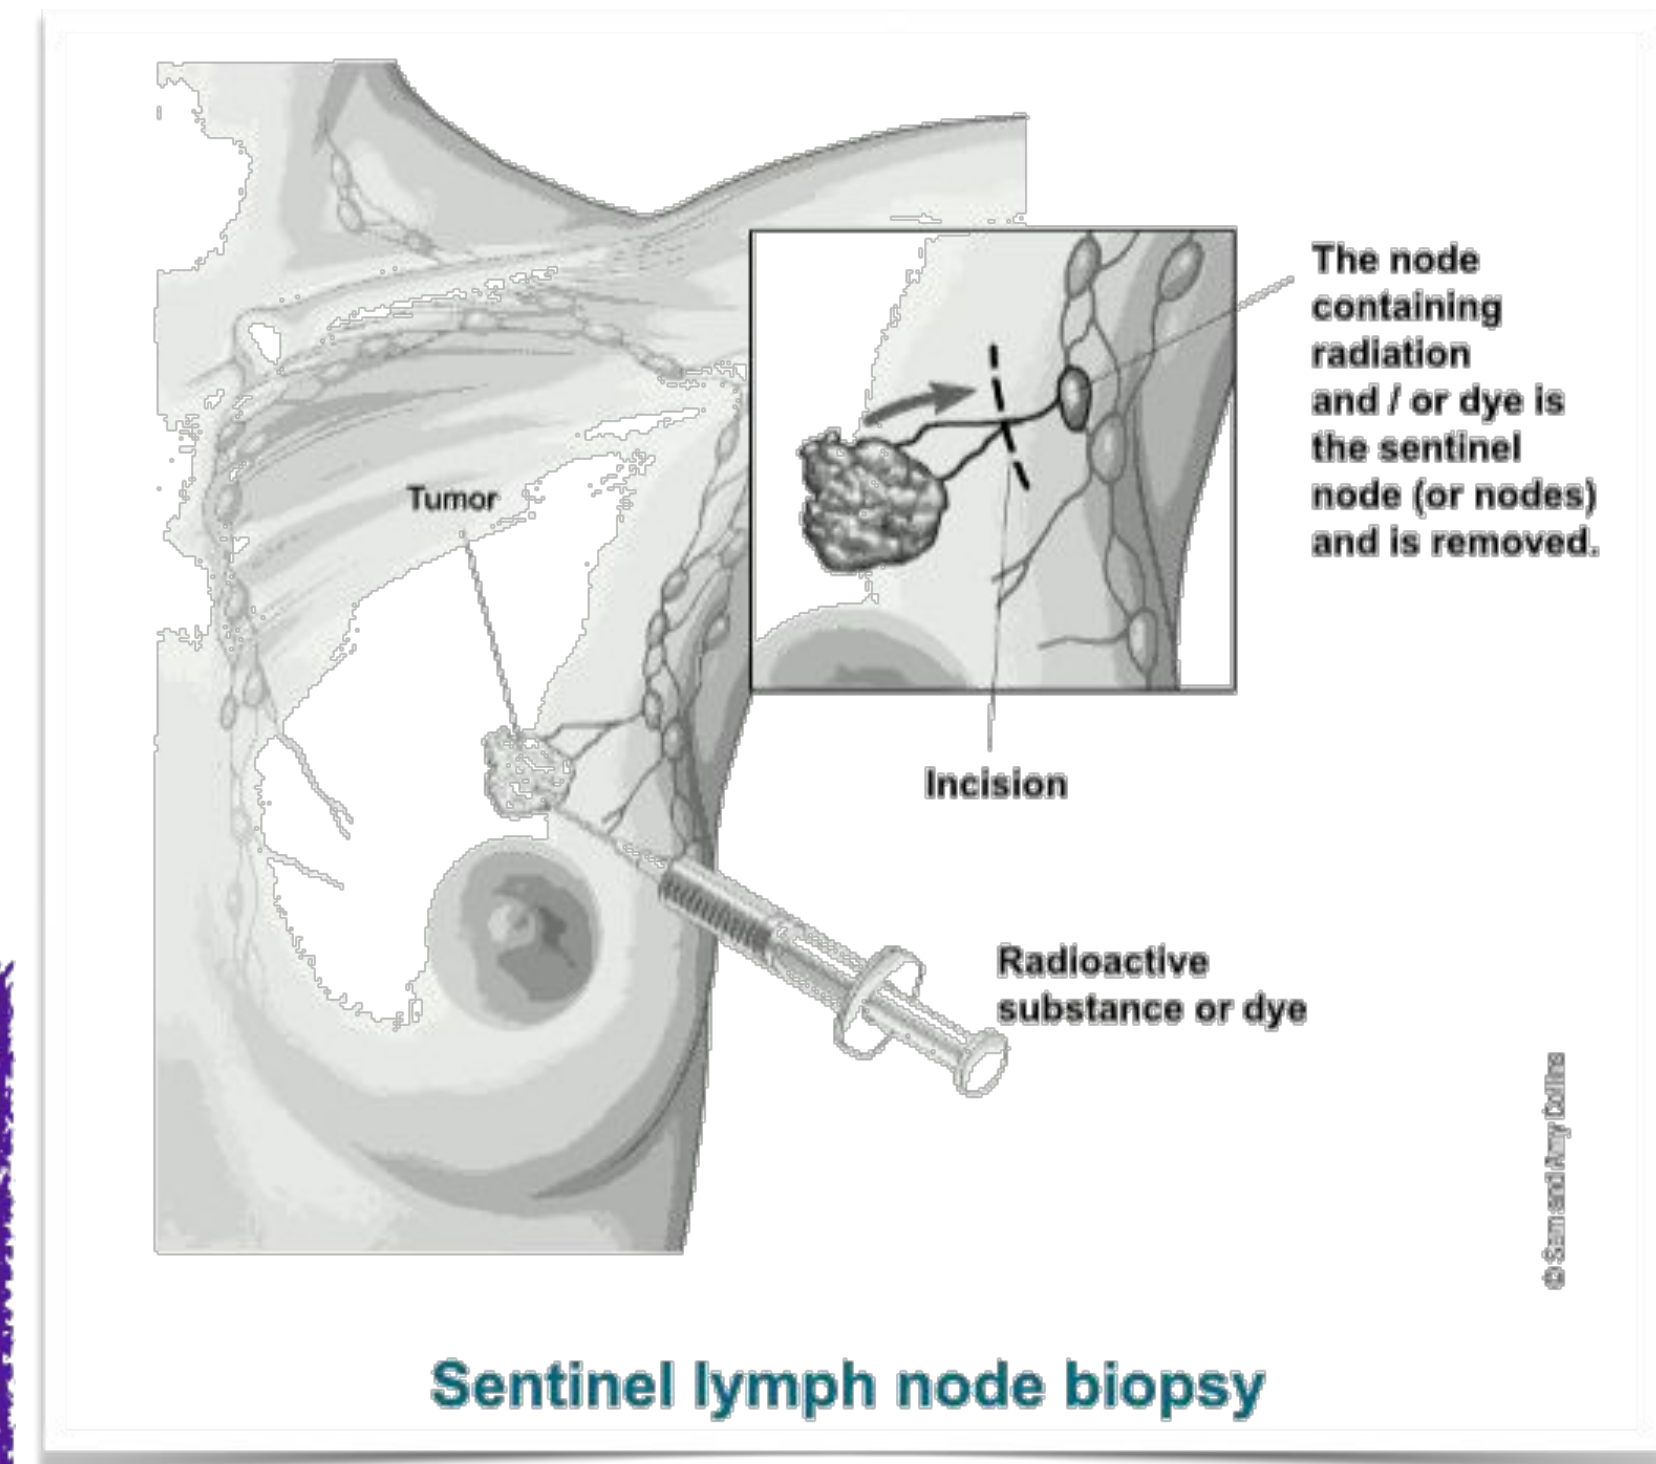 The node
containing
radiation
and / or dye is
the sentinel
node (or nodes)
and is removed.
Tumor
Incision
Radioactive
substance or dye
© Sam and Amy Collins
Sentinel lymph node biopsy